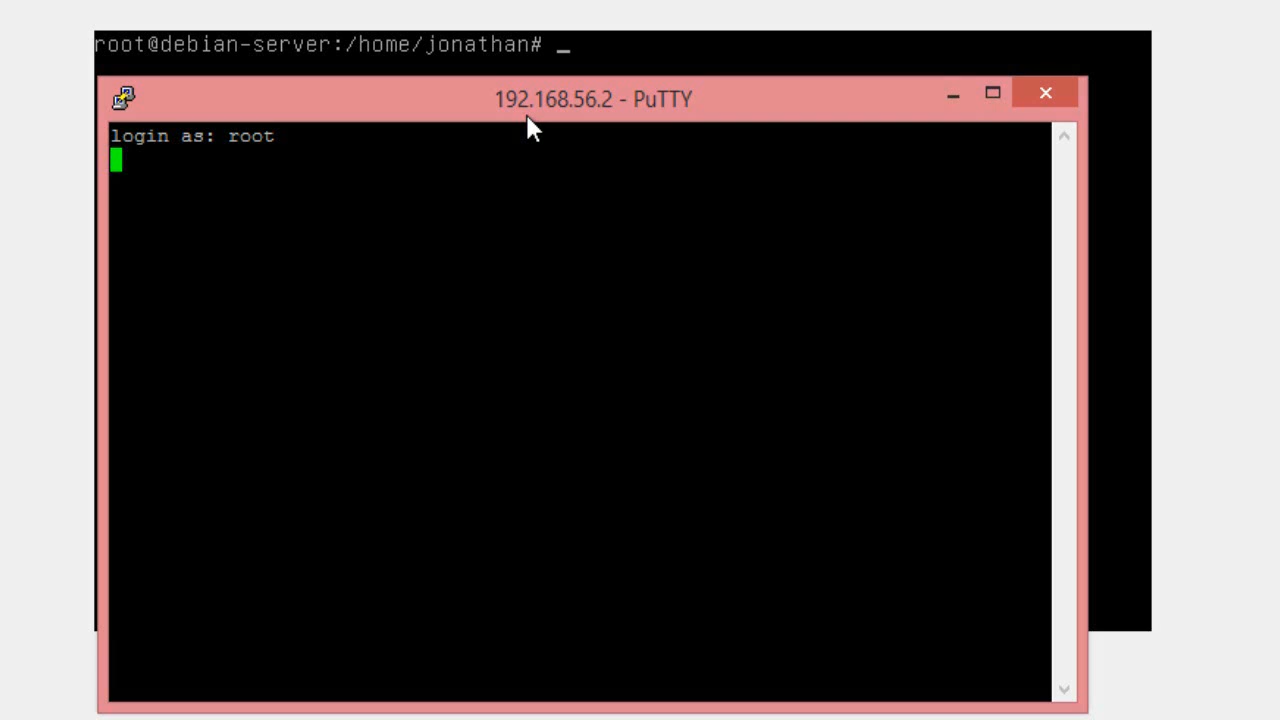 root@debian-server:/home/jonathan# _
192.168.56.2 - PuTTY
login as: root